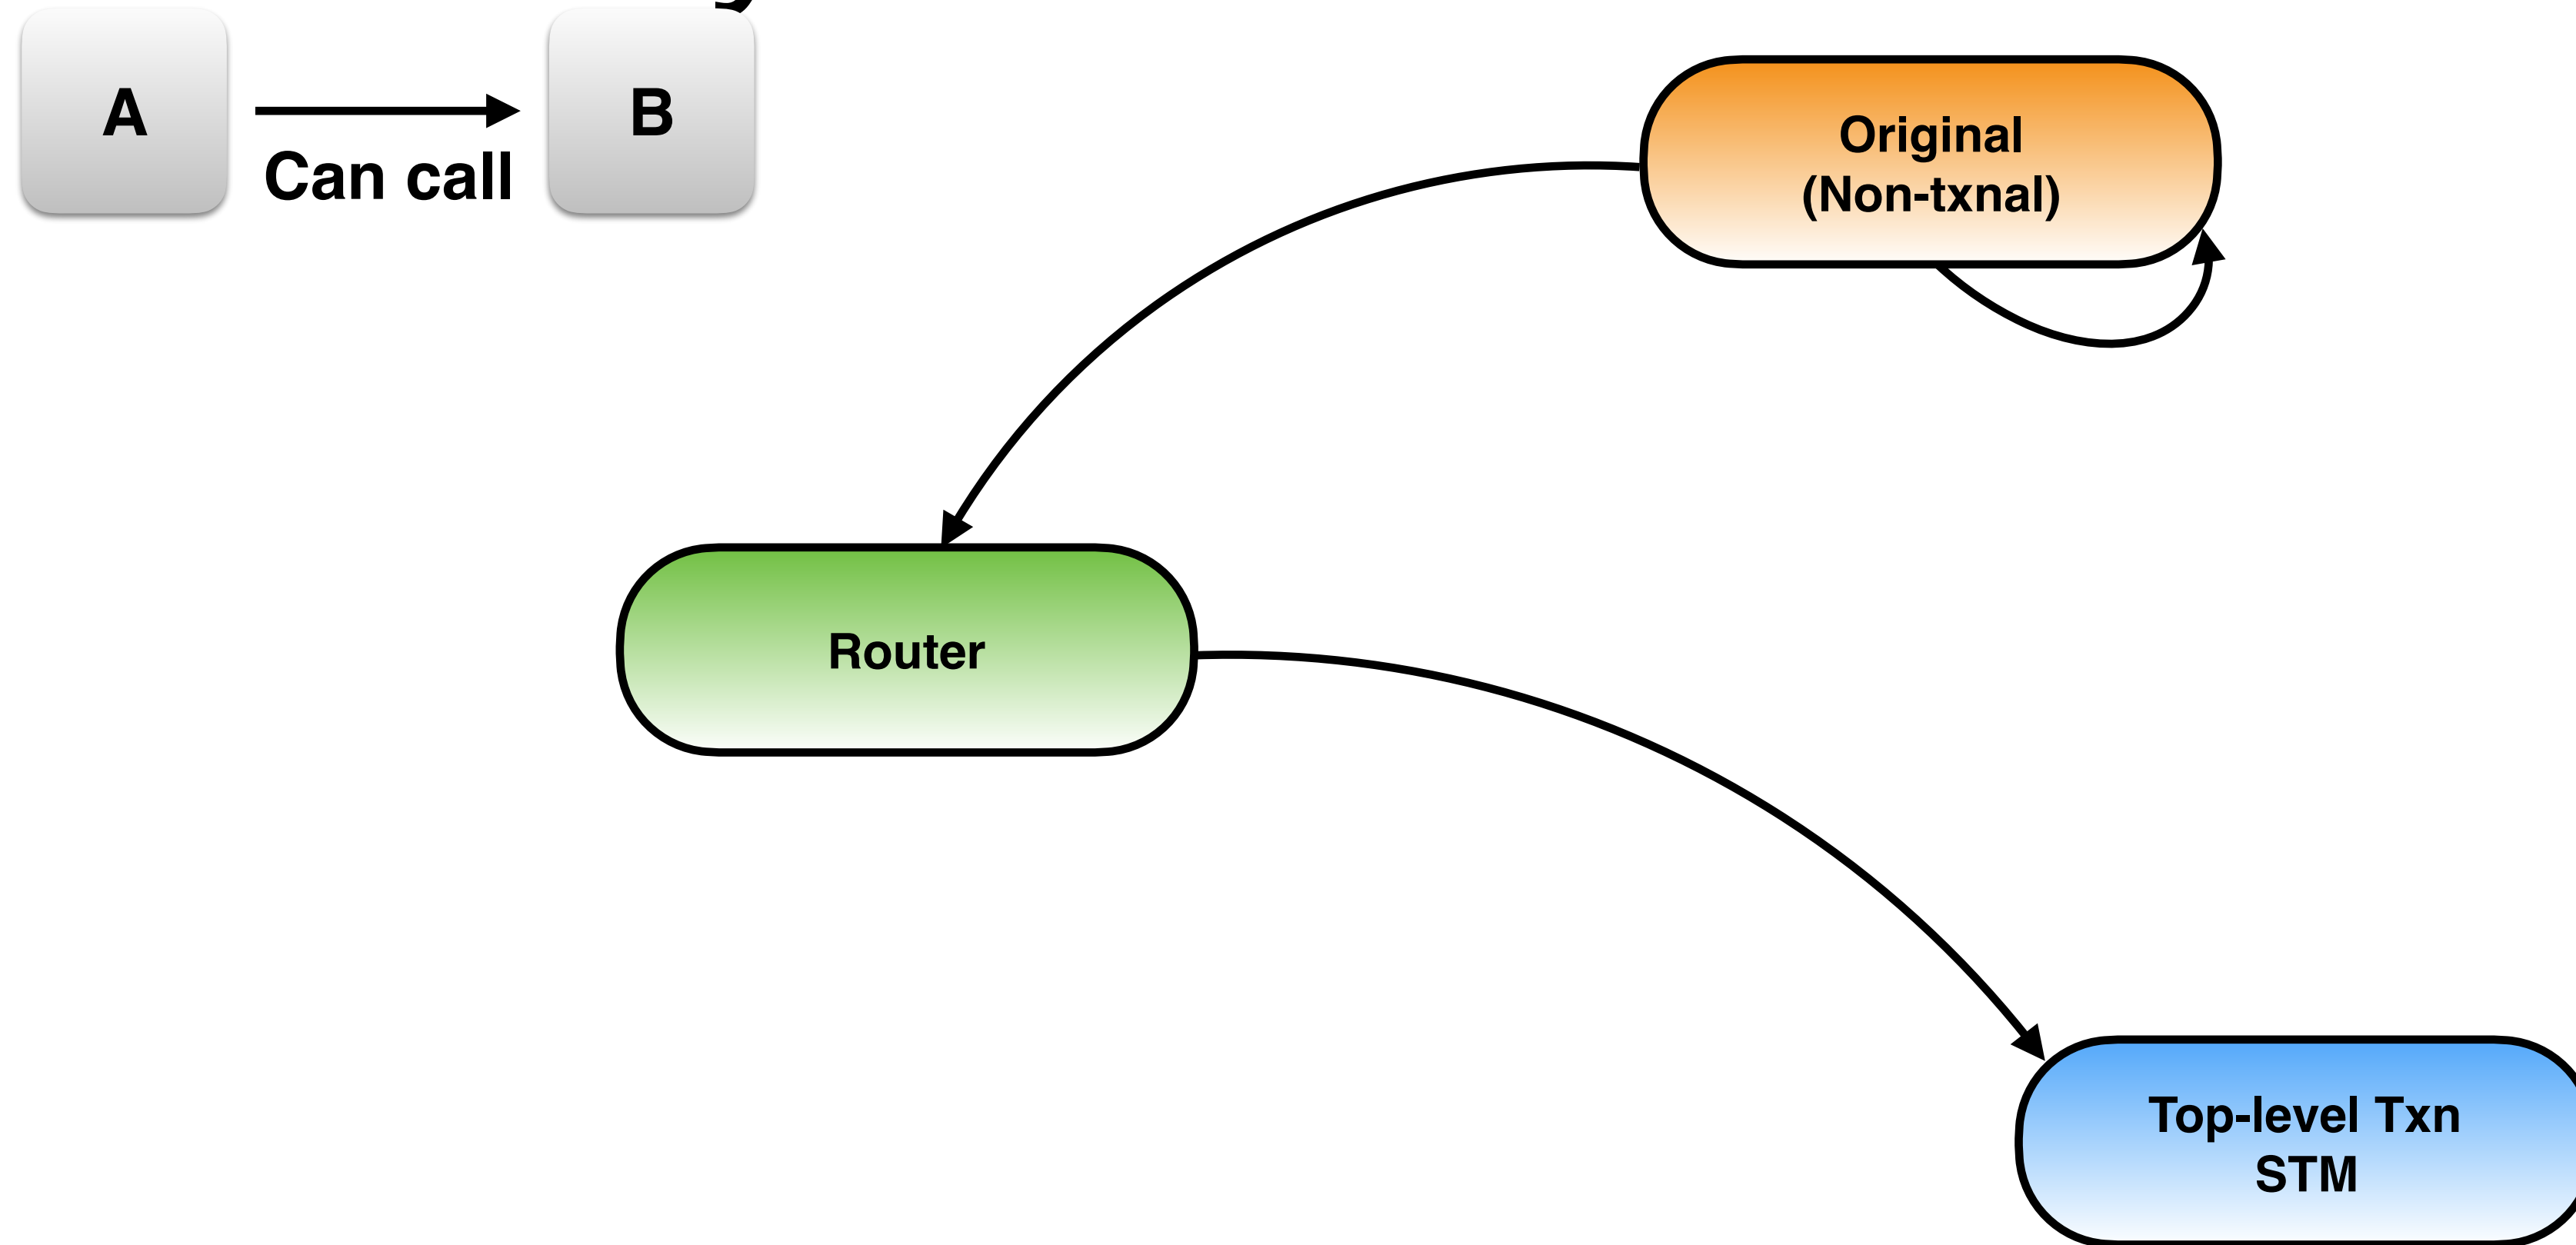 A
Can call
B
Original
(Non-txnal)
Router
Top-level Txn
STM